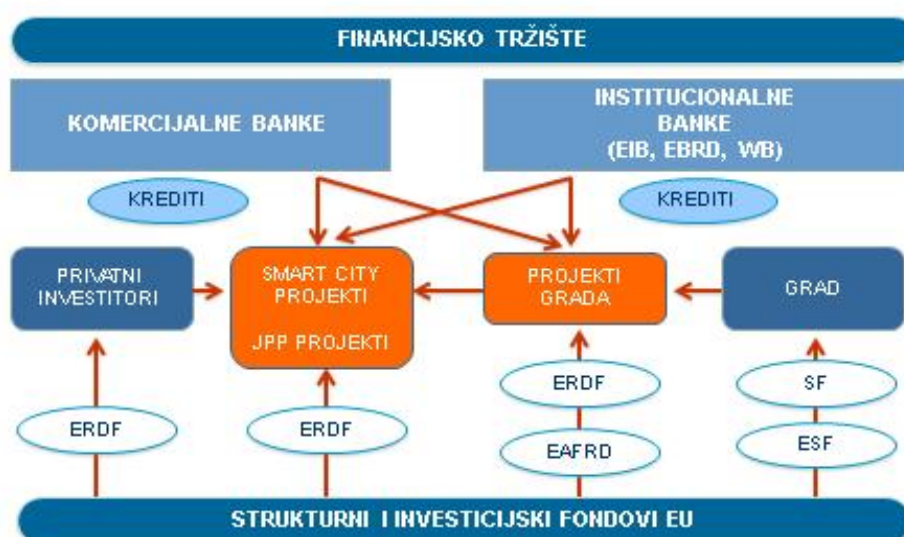 FINANCIJSKO TRŽIŠTE
KOMERCIJALNE BANKE
INSTITUCIONALNE
BANKE
(EIB, EBRD, WB)
KREDITI
KREDITI
PRIVATNI
INVESTITORI
SMART CITY
PROJEKTI
JPP PROJEKTI
PROJEKTI
GRADA
GRAD
ERDF
ERDF
ERDF
EAFRD
SF
ESF
STRUKTURNI I INVESTICIJSKI FONDOVI EU